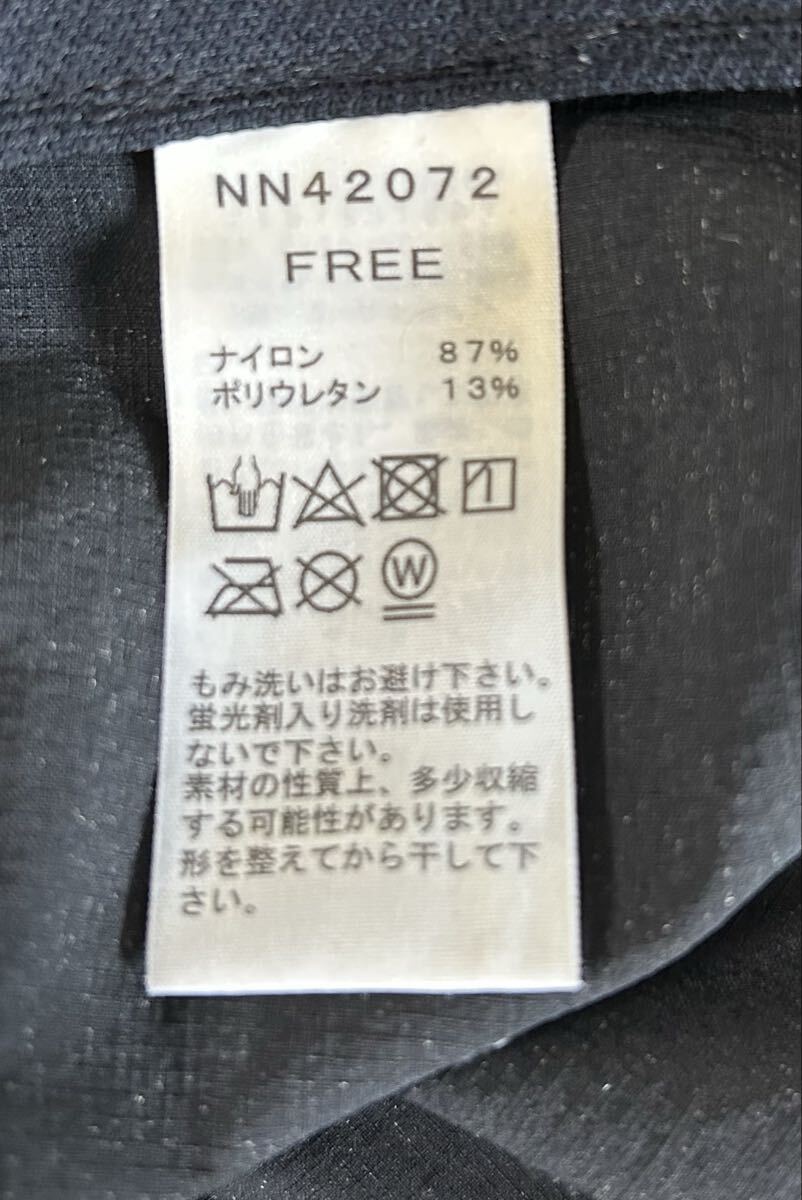 NN42072
FREE
ナイロン 87%
ポリウレタン 13%
W
もみ洗いはお避け下さい。
蛍光剤入り洗剤は使用し
ないで下さい。
素材の性質上、多少収縮
する可能性があります。
形を整えてから干して下
さい。